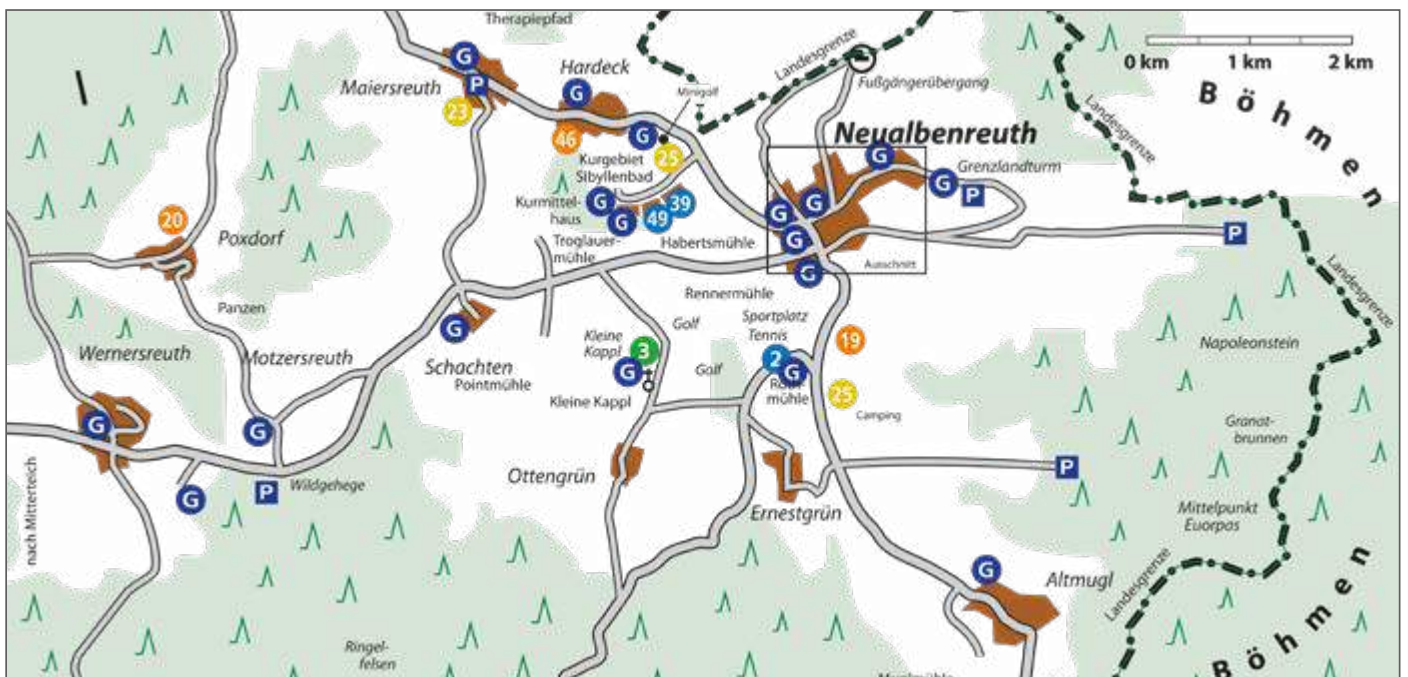 Therapiepfad
G
Maiersreuth
P
23
Hardeck
G
46
G
Minigolf
25
Kurgebiet
Sibyllenbad
Landesgrenze
Fußgängerübergang
0 km 1 km 2 km
Böhmen
Landesgrenze
Neualbenreuth
G
Grenzlandturm
G
P
G
G
G
G
Ausschnitt
P
Kurmittel-
haus
G
G
49
39
Troglauer-
mühle
Habertsmühle
20
Poxdorf
Panzen
Wernersreuth
Motzersreuth
G
Schachten
Pointmühle
Rennermühle
Golf
Sportplatz
Tennis
Kleine
Kappl
3
G
Golf
2
G
mühle
19
25
Camping
Kleine Kappl
Landesgrenze
Napoleonstein
Granat-
brunnen
G
G
G
P
Wildgehege
nach Mitterteich
Ottengrün
Ernestgrün
P
Mittelpunkt
Euorpas
G
Altmugl
Landesgrenze
Böhmen
Ringel-
felsen